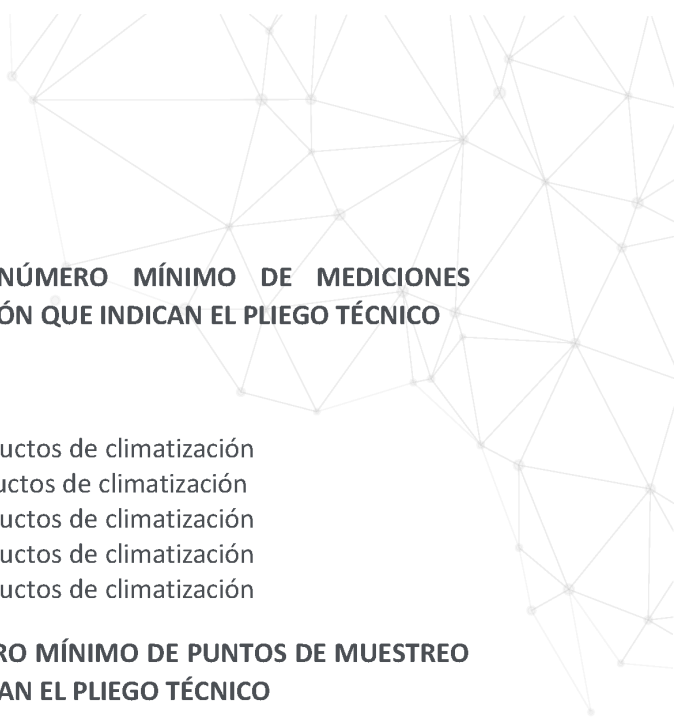 NÚMERO MÍNIMO DE MEDICIONES
ÓN QUE INDICAN EL PLIEGO TÉCNICO
uctos de climatización
uctos de climatización
uctos de climatización
uctos de climatización
uctos de climatización
RO MÍNIMO DE PUNTOS DE MUESTREO
AN EL PLIEGO TÉCNICO